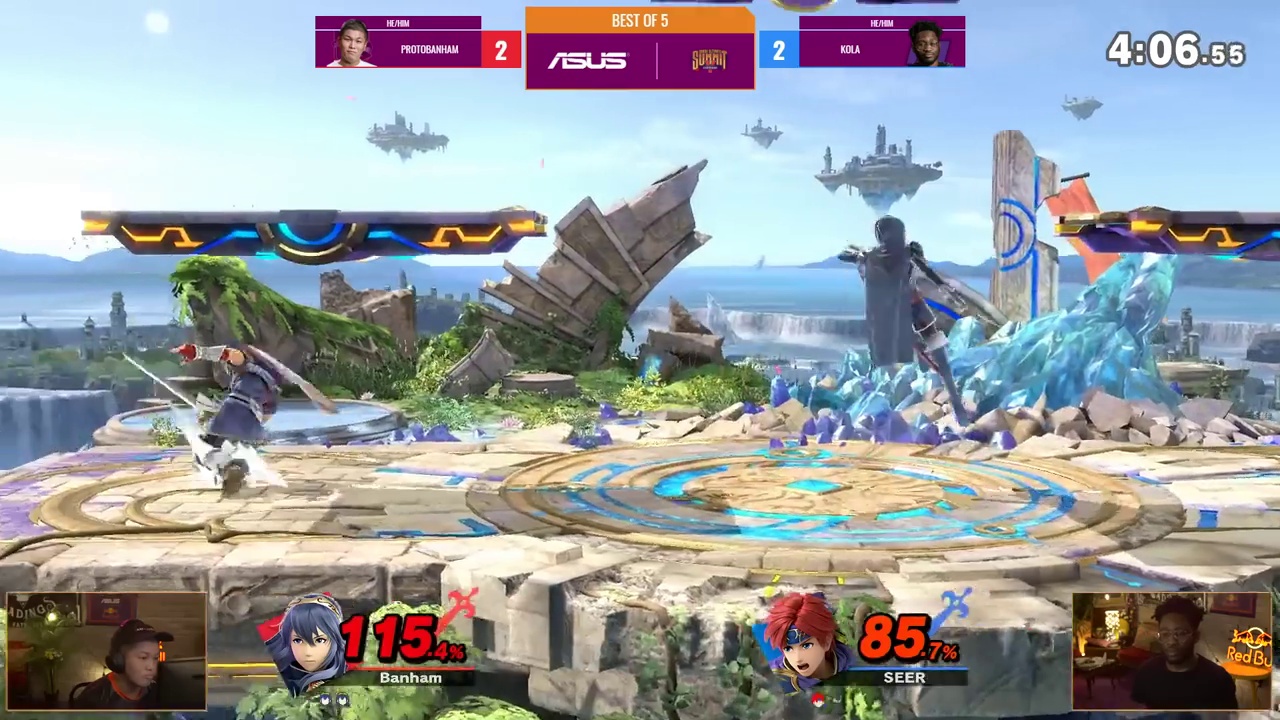 HE/HIM
PROTOBANHAM
2
BEST OF 5
ASUS
SUMMIT
2
HE/HIM
KOLA
4:06.55
115.4%
Banham
85.7%
SEER
Red Bu